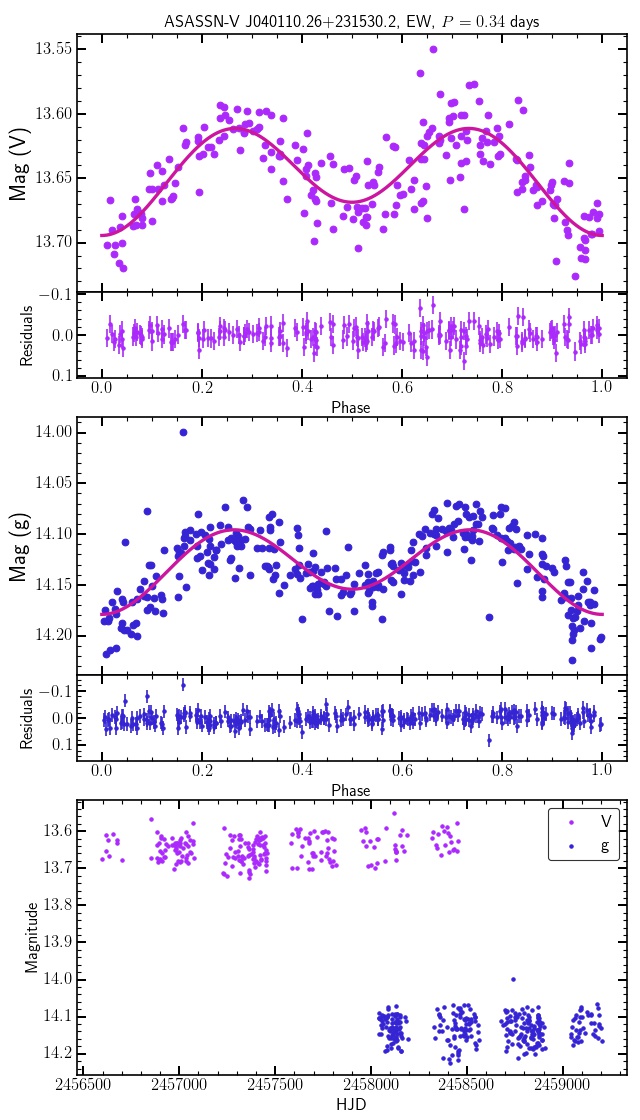 ASASSN-V J040110.26+231530.2, EW, P = 0.34 days
13.55
13.60
13.65
13.70
Mag (V)
−0.1
0.0
0.1
Residuals
0.0 0.2 0.4 0.6 0.8 1.0
Phase
14.00
14.05
14.10
14.15
14.20
Mag (g)
−0.1
0.0
0.1
Residuals
0.0 0.2 0.4 0.6 0.8 1.0
Phase
13.6
13.7
13.8
13.9
14.0
14.1
14.2
Magnitude
V
g
2456500 2457000 2457500 2458000 2458500 2459000
HJD